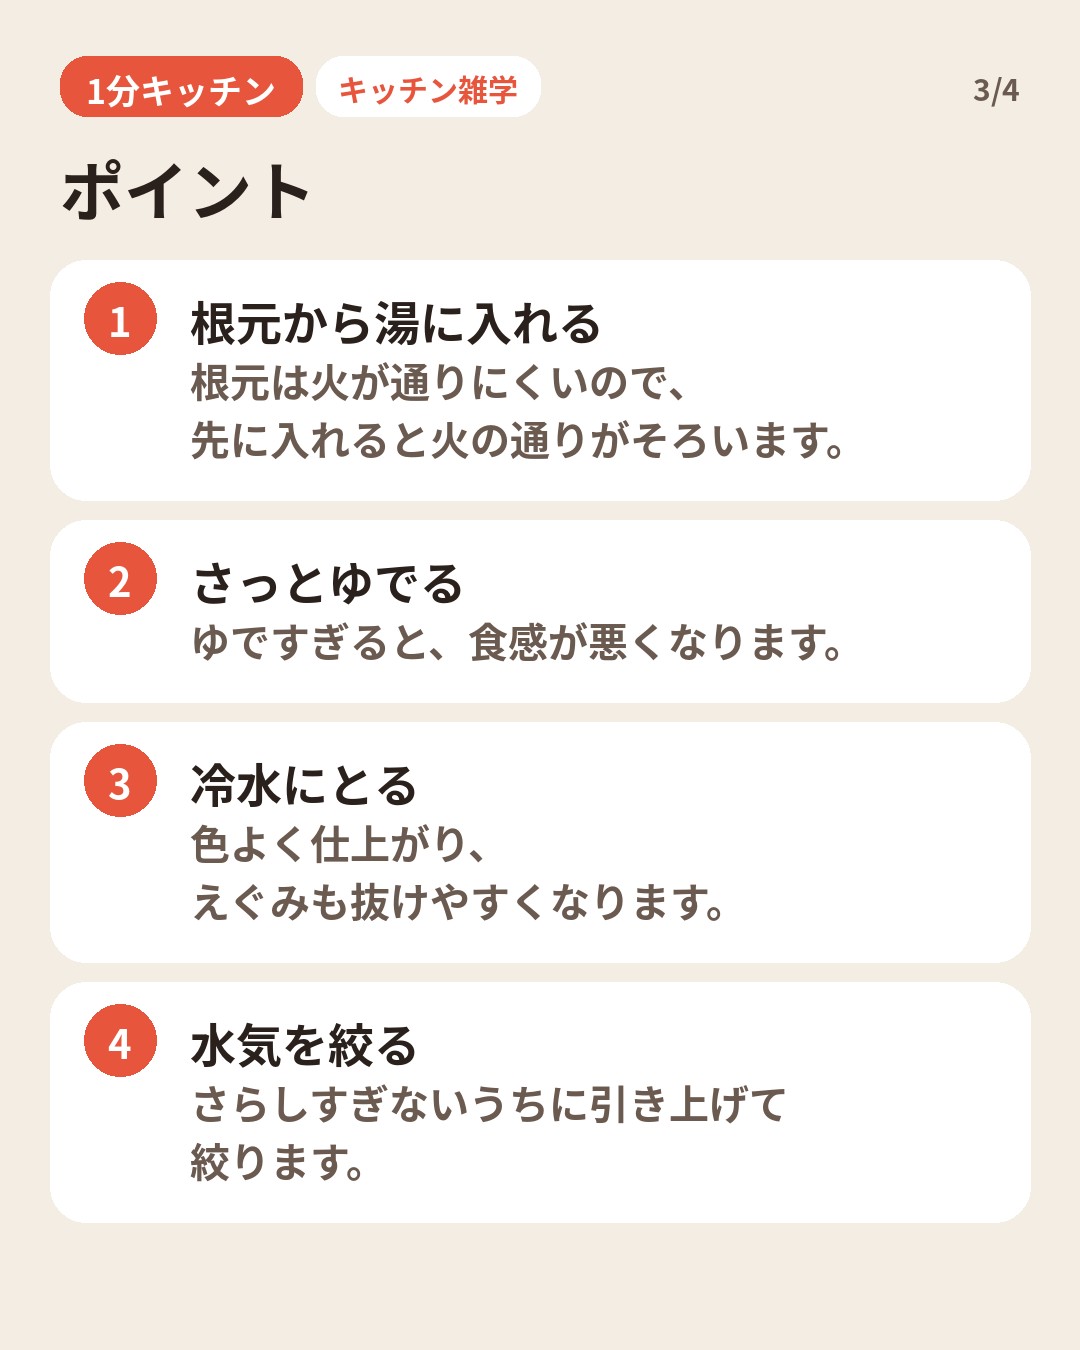 1分キッチン
キッチン雑学
3/4
ポイント
1
根元から湯に入れる
根元は火が通りにくいので、
先に入れると火の通りがそろいます。
2
さっとゆでる
ゆですぎると、食感が悪くなります。
3
冷水にとる
色よく仕上がり、
えぐみも抜けやすくなります。
4
水気を絞る
さらしすぎないうちに引き上げて
絞ります。